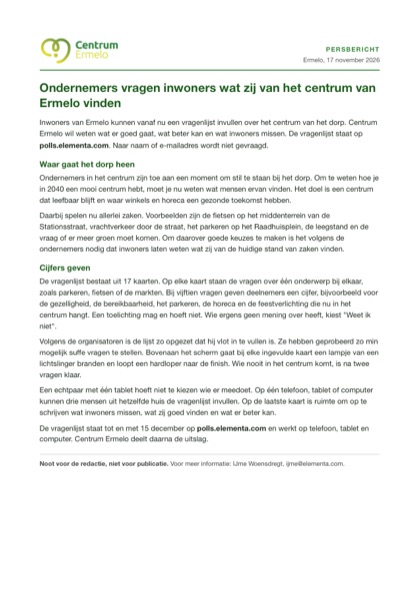 Centrum
Ermelo
PERSBERICHT
Ermelo, 17 november 2026
Ondernemers vragen inwoners wat zij van het centrum van
Ermelo vinden
Inwoners van Ermelo kunnen vanaf nu een vragenlijst invullen over het centrum van het dorp. Centrum
Ermelo wil weten wat er goed gaat, wat beter kan en wat inwoners missen. De vragenlijst staat op
polls.elementa.com. Naar naam of e-mailadres wordt niet gevraagd.
Waar gaat het dorp heen
Ondernemers in het centrum zijn toe aan een moment om stil te staan bij het dorp. Om te weten hoe je
in 2040 een mooi centrum hebt, moet je nu weten wat mensen ervan vinden. Het doel is een centrum
dat leefbaar blijft en waar winkels en horeca een gezonde toekomst hebben.
Daarbij spelen nu allerlei zaken. Voorbeelden zijn de fietsen op het middenterrein van de
Stationsstraat, vrachtverkeer door de straat, het parkeren op het Raadhuisplein, de leegstand en de
vraag of er meer groen moet komen. Om daarover goede keuzes te maken is het volgens de
ondernemers nodig dat inwoners laten weten wat zij van de huidige stand van zaken vinden.
Cijfers geven
De vragenlijst bestaat uit 17 kaarten. Op elke kaart staan de vragen over één onderwerp bij elkaar,
zoals parkeren, fietsen of de markten. Bij vijftien vragen geven deelnemers een cijfer, bijvoorbeeld voor
de gezelligheid, de bereikbaarheid, het parkeren, de horeca en de feestverlichting die nu in het
centrum hangt. Een toelichting mag en hoeft niet. Wie ergens geen mening over heeft, kiest "Weet ik
niet".
Volgens de organisatoren is de lijst zo opgezet dat hij vlot in te vullen is. Ze hebben geprobeerd zo min
mogelijk suffe vragen te stellen. Bovenaan het scherm gaat bij elke ingevulde kaart een lampje van een
lichtslinger branden en loopt een hardloper naar de finish. Wie nooit in het centrum komt, is na twee
vragen klaar.
Een echtpaar met één tablet hoeft niet te kiezen wie er meedoet. Op één telefoon, tablet of computer
kunnen drie mensen uit hetzelfde huis de vragenlijst invullen. Op de laatste kaart is ruimte om op te
schrijven wat inwoners missen, wat zij goed vinden en wat er beter kan.
De vragenlijst staat tot en met 15 december op polls.elementa.com en werkt op telefoon, tablet en
computer. Centrum Ermelo deelt daarna de uitslag.
Noot voor de redactie, niet voor publicatie. Voor meer informatie: IJme Woensdregt, ijme@elementa.com.